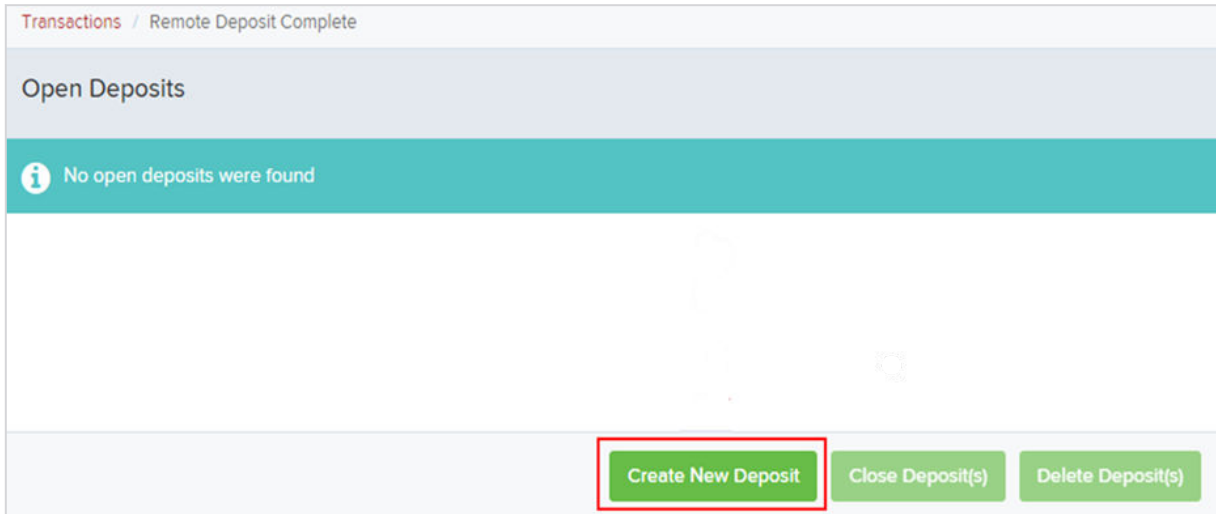 Transactions / Remote Deposit Complete
Open Deposits
No open deposits were found
Create New Deposit Close Deposit(s) Delete Deposit(s)